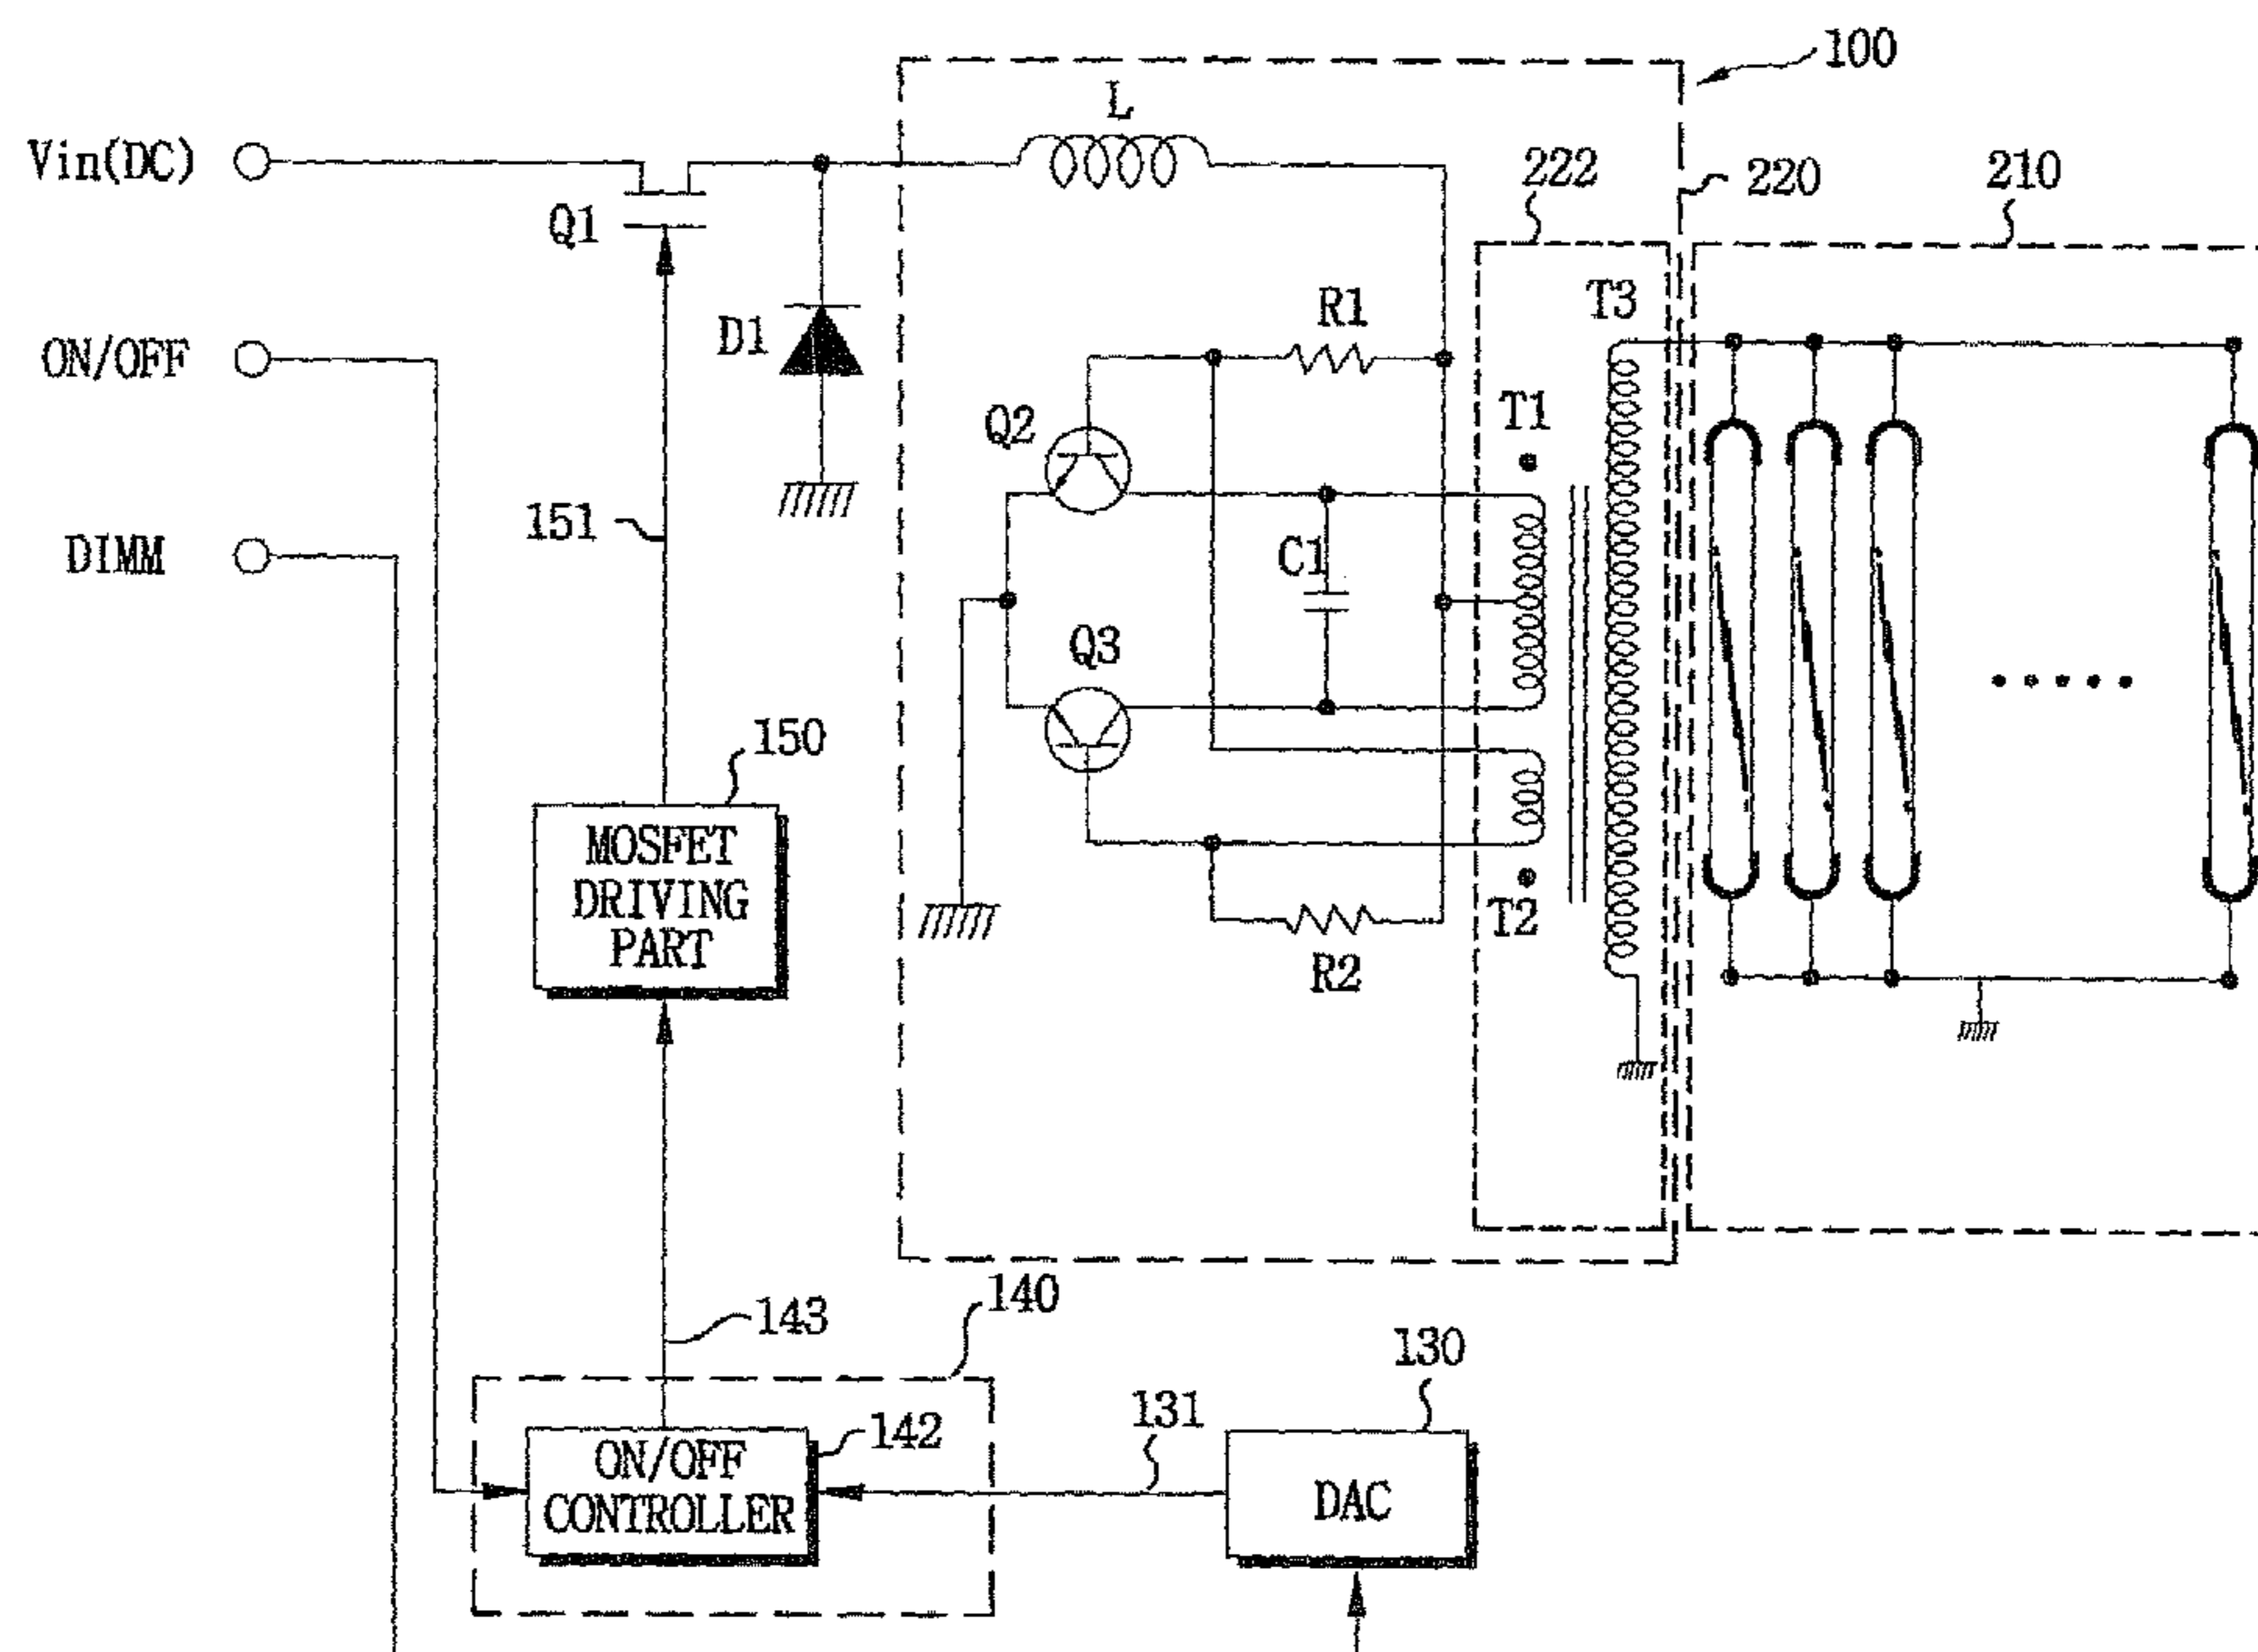 100
L
Vin(DC)
222
220
210
Q1
T3
R1
D1
ON/OFF
Q2
T1
151
C1
DIMM
Q3
150
MOSFET
DRIVING
PART
T2
R2
143
140
130
131
142
ON/OFF
CONTROLLER
DAC